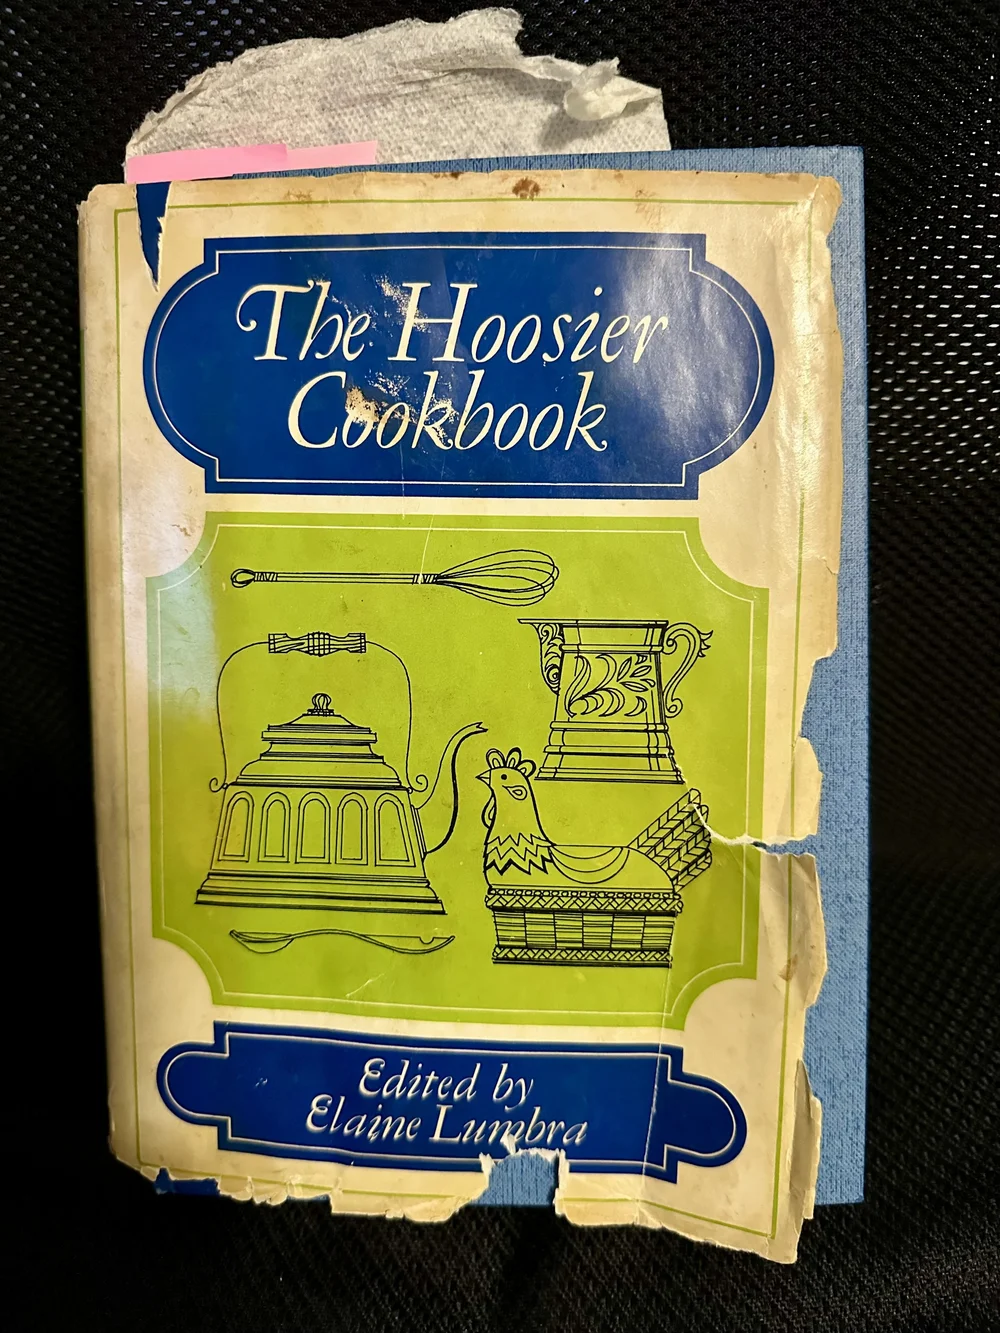 The Hoosier
Cookbook
Edited by
Elaine Lumbra